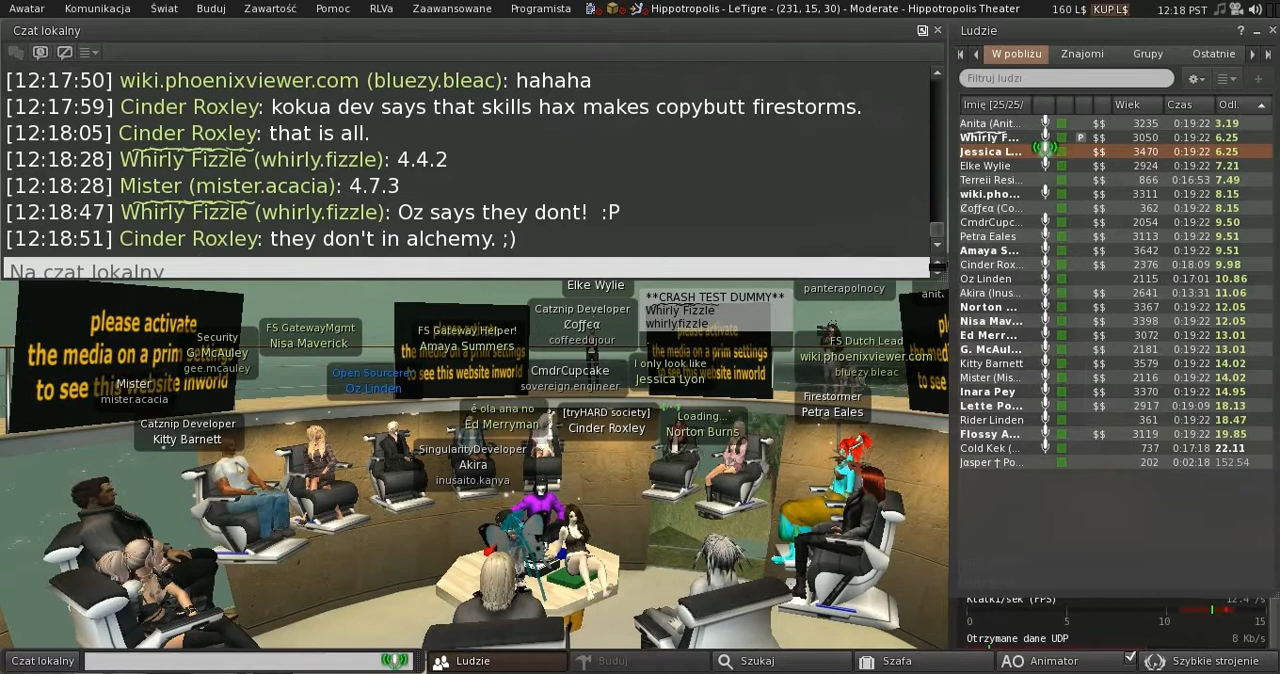 Awatar Komunikacja Świat Buduj Zawartość Pomoc RLVa Zaawansowane Programista Hippotropolis - LeTigre - (231, 15, 30) - Moderate - Hippotropolis Theater 160 L$ KUP L$ 12:18 PST
Czat lokalny
[12:17:50] wiki.phoenixviewer.com (bluezy.bleac): hahaha
[12:17:59] Cinder Roxley: kokua dev says that skills hax makes copybutt firestorms.
[12:18:05] Cinder Roxley: that is all.
[12:18:28] Whirly Fizzle (whirly.fizzle): 4.4.2
[12:18:28] Mister (mister.acacia): 4.7.3
[12:18:47] Whirly Fizzle (whirly.fizzle): Oz says they dont!  :P
[12:18:51] Cinder Roxley: they don't in alchemy. ;)
Na czat lokalny
Elke Wylie
panterapolnocy
**CRASH TEST DUMMY**
Whirly Fizzle
whirlyfizzle
Catznip Developer
Coffee
coffeedujour
please activate
the media on a prim settings
to see this website inworld
Security
G. McAuley
gee.mcauley
FS GatewayMgmt
Nisa Maverick
FS Gateway Helper!
Amaya Summers
FS Dutch Lead
wiki.phoenixviewer.com
bluezy.bleac
Open Sourcerer
Oz Linden
CmdrCupcake
sovereign.engineer
I only look like
Jessica Lyon
Mister
mister.acacia
Firestormer
Petra Eales
é ola ana no
Ed Merryman
[tryHARD society]
Cinder Roxley
Loading...
Norton Burns
Catznip Developer
Kitty Barnett
SingularityDeveloper
Akira
inusaito.kanya
Ludzie
W pobliżu Znajomi Grupy Ostatnie
Filtruj ludzi
Imię [25/25/ Wiek Czas Odl.
Anita (Anit... $$ 3235 0:19:22 3.19
Whirly F... P $$ 3050 0:19:22 6.25
Jessica L... $$ 3470 0:19:22 6.25
Elke Wylie $$ 2924 0:19:22 7.21
Terreii Resi... $$ 866 0:16:53 7.49
wiki.pho... $$ 3311 0:19:22 8.15
Coffee (Co... $$ 362 0:19:22 8.15
CmdrCupc... $$ 2054 0:19:22 9.50
Petra Eales $$ 3113 0:19:22 9.51
Amaya S... $$ 3642 0:19:22 9.51
Cinder Rox... $$ 2376 0:18:09 9.98
Oz Linden 2115 0:17:01 10.86
Akira (Inus... $$ 2641 0:13:31 11.06
Norton ... $$ 3367 0:19:22 12.05
Nisa Mav... $$ 3398 0:19:22 12.05
Ed Merr... $$ 3072 0:19:22 13.01
G. McAul... $$ 2181 0:19:22 13.01
Kitty Barnett $$ 3579 0:19:22 14.02
Mister (Mis... $$ 2116 0:19:22 14.02
Inara Pey $$ 3370 0:19:22 14.95
Lette Po... $$ 2917 0:19:09 18.13
Rider Linden 361 0:19:22 18.47
Flossy A... $$ 3119 0:19:22 19.85
Cold Kek (... 737 0:17:18 22.11
Jasper † Po... 202 0:02:18 152.54
Klatki/sek (FPS) 12.4 /s
0 5 10 15
Otrzymane dane UDP 8 Kb/s
Czat lokalny Ludzie Buduj Szukaj Szafa AO Animator Szybkie strojenie